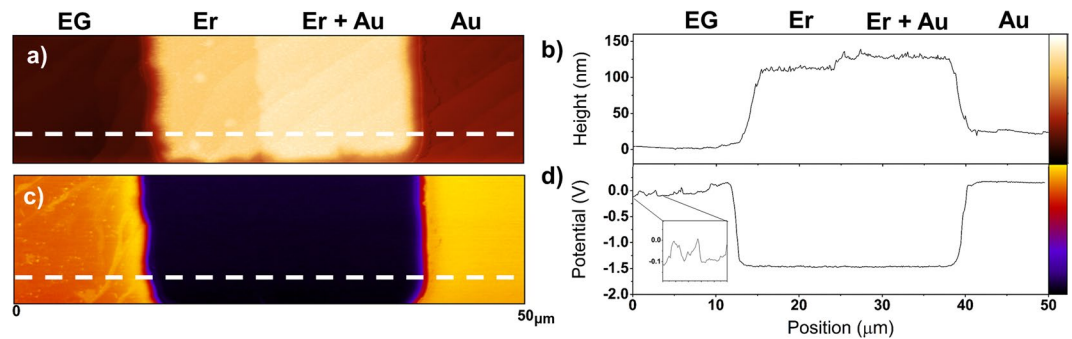 EG Er Er + Au Au
a)
c)
0 50 μm
EG Er Er + Au Au
b)
Height (nm)
150
100
50
0
d)
Potential (V)
0.0
-0.5
-1.0
-1.5
-2.0
0.0
-0.1
0 10 20 30 40 50
Position (μm)